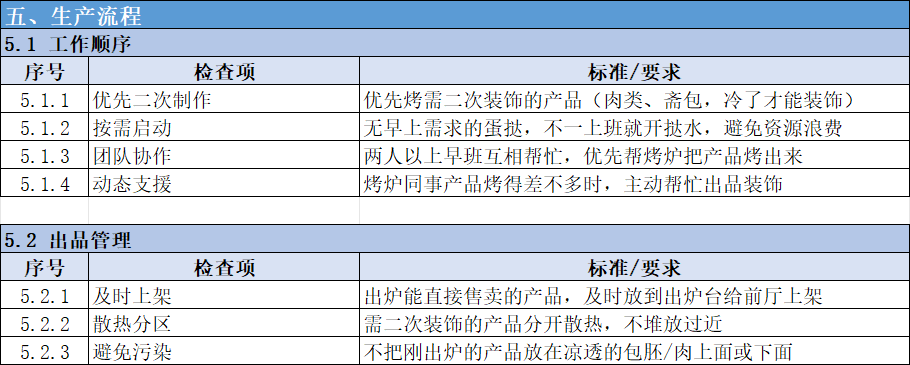 五、生产流程
5.1 工作顺序
序号 检查项 标准/要求
5.1.1 优先二次制作 优先烤需二次装饰的产品（肉类、斋包，冷了才能装饰）
5.1.2 按需启动 无早上需求的蛋挞，不一上班就开挞水，避免资源浪费
5.1.3 团队协作 两人以上早班互相帮忙，优先帮烤炉把产品烤出来
5.1.4 动态支援 烤炉同事产品烤得差不多时，主动帮忙出品装饰
5.2 出品管理
序号 检查项 标准/要求
5.2.1 及时上架 出炉能直接售卖的产品，及时放到出炉台给前厅上架
5.2.2 散热分区 需二次装饰的产品分开散热，不堆放过近
5.2.3 避免污染 不把刚出炉的产品放在凉透的包胚/肉上面或下面